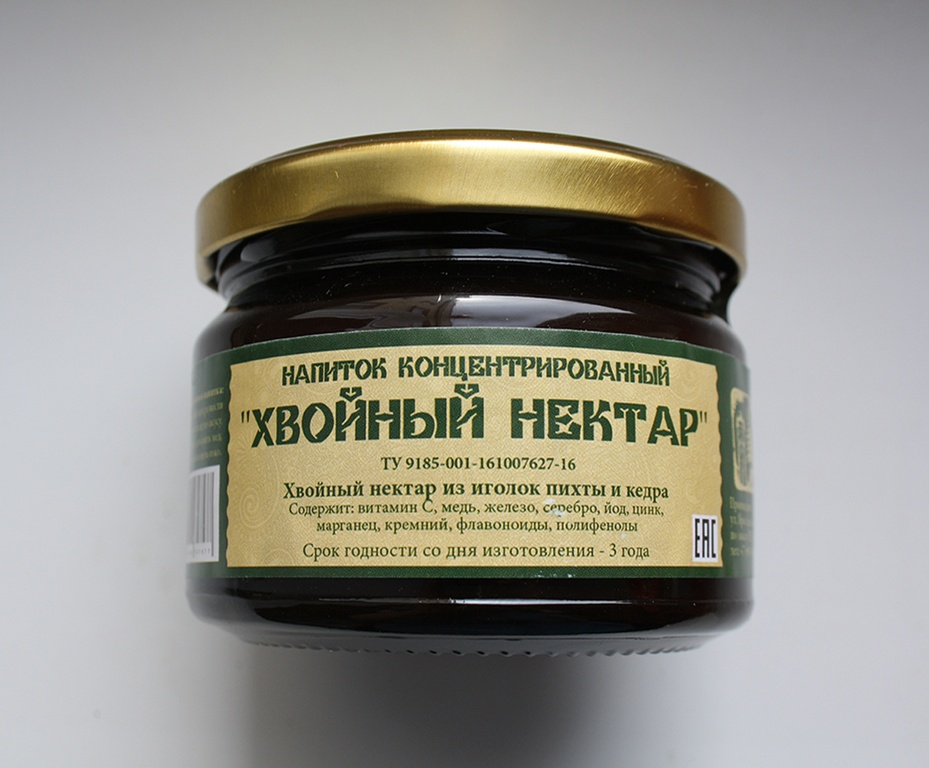 НАПИТОК КОНЦЕНТРИРОВАННЫЙ
"ХВОЙНЫЙ НЕКТАР"
ТУ 9185-001-161007627-16
Хвойный нектар из иголок пихты и кедра
Содержит: витамин С, медь, железо, серебро, йод, цинк,
марганец, кремний, флавоноиды, полифенолы
Срок годности со дня изготовления - 3 года
EAC